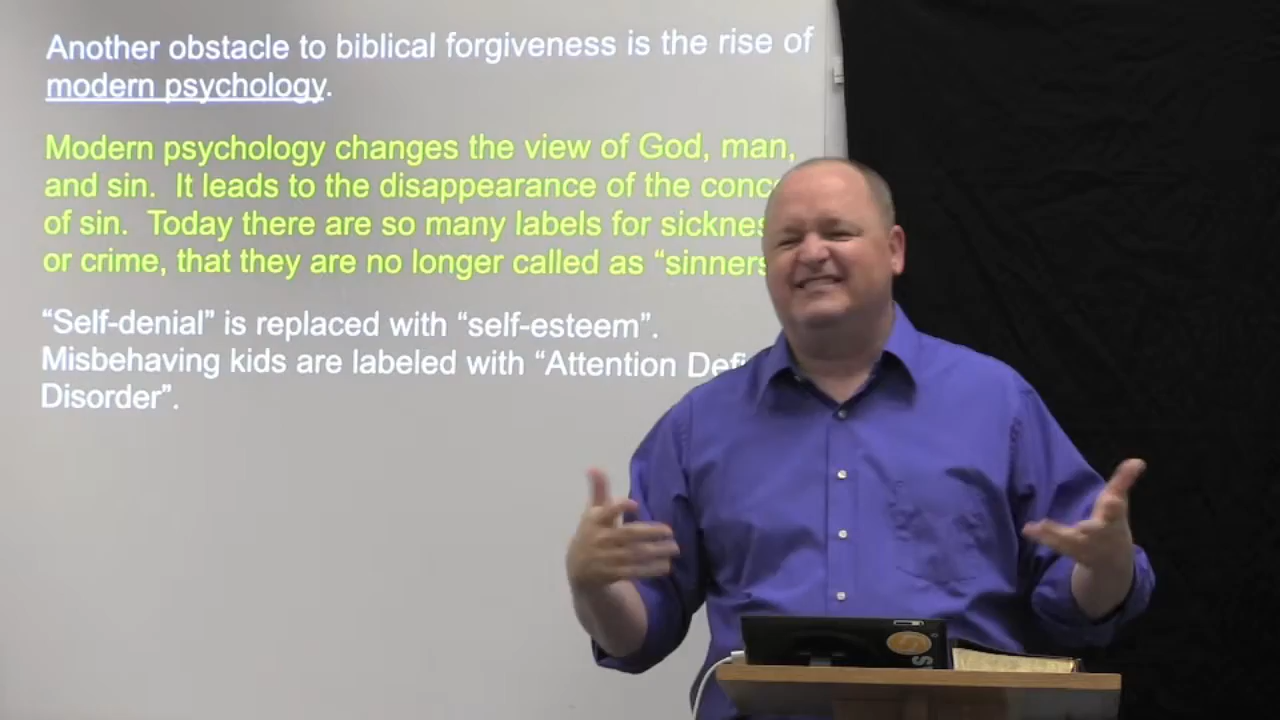 Another obstacle to biblical forgiveness is the rise of
modern psychology.
Modern psychology changes the view of God, man,
and sin. It leads to the disappearance of the
of sin. Today there are so many labels for
or crime, that they are no longer called as “sinners
“Self-denial” is replaced with “self-esteem”.
Misbehaving kids are labeled with “Attention
Disorder”.